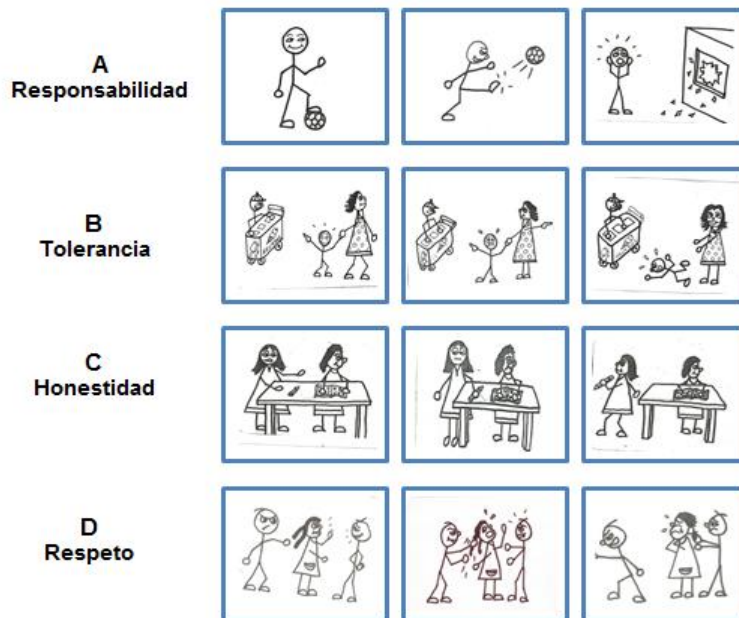 A
Responsabilidad
B
Tolerancia
C
Honestidad
D
Respeto